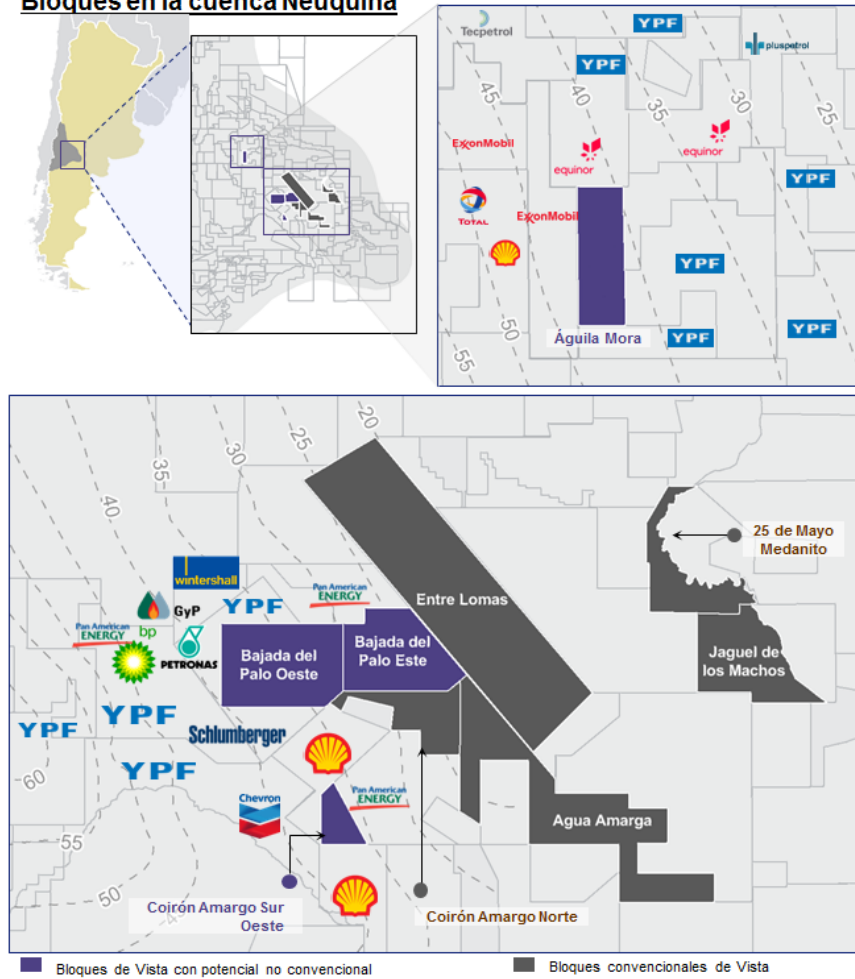 Bloques en la cuenca Neuquina
Tecpetrol
YPF
pluspetrol
YPF
45
40
35
30
25
ExxonMobil
equinor
equinor
YPF
TOTAL
ExxonMobil
YPF
50
YPF
YPF
Águila Mora
55
20
25
30
35
40
25 de Mayo
Medanito
wintershall
Pan American
ENERGY
Entre Lomas
GyP
YPF
Pan American
ENERGY
bp
PETRONAS
Bajada del
Palo Oeste
Bajada del
Palo Este
Jaguel de
los Machos
YPF
YPF
Schlumberger
YPF
60
Pan American
ENERGY
Chevron
Agua Amarga
55
50
45
Coirón Amargo Sur
Oeste
Coirón Amargo Norte
Bloques de Vista con potencial no convencional
Bloques convencionales de Vista